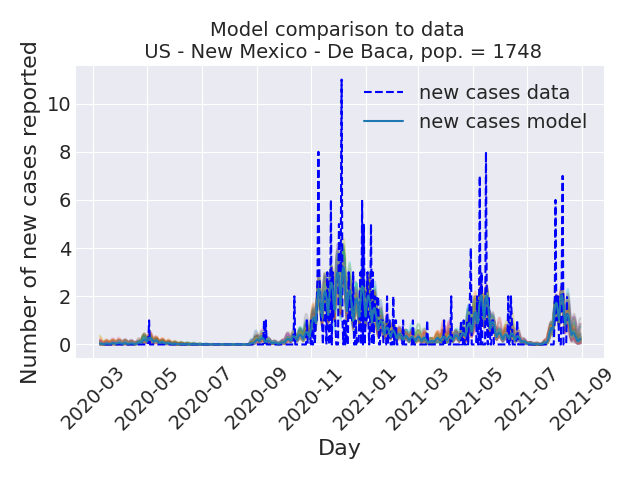 Model comparison to data
US - New Mexico - De Baca, pop. = 1748
Number of new cases reported
10
8
6
4
2
0
new cases data
new cases model
2020-03
2020-05
2020-07
2020-09
2020-11
2021-01
2021-03
2021-05
2021-07
2021-09
Day